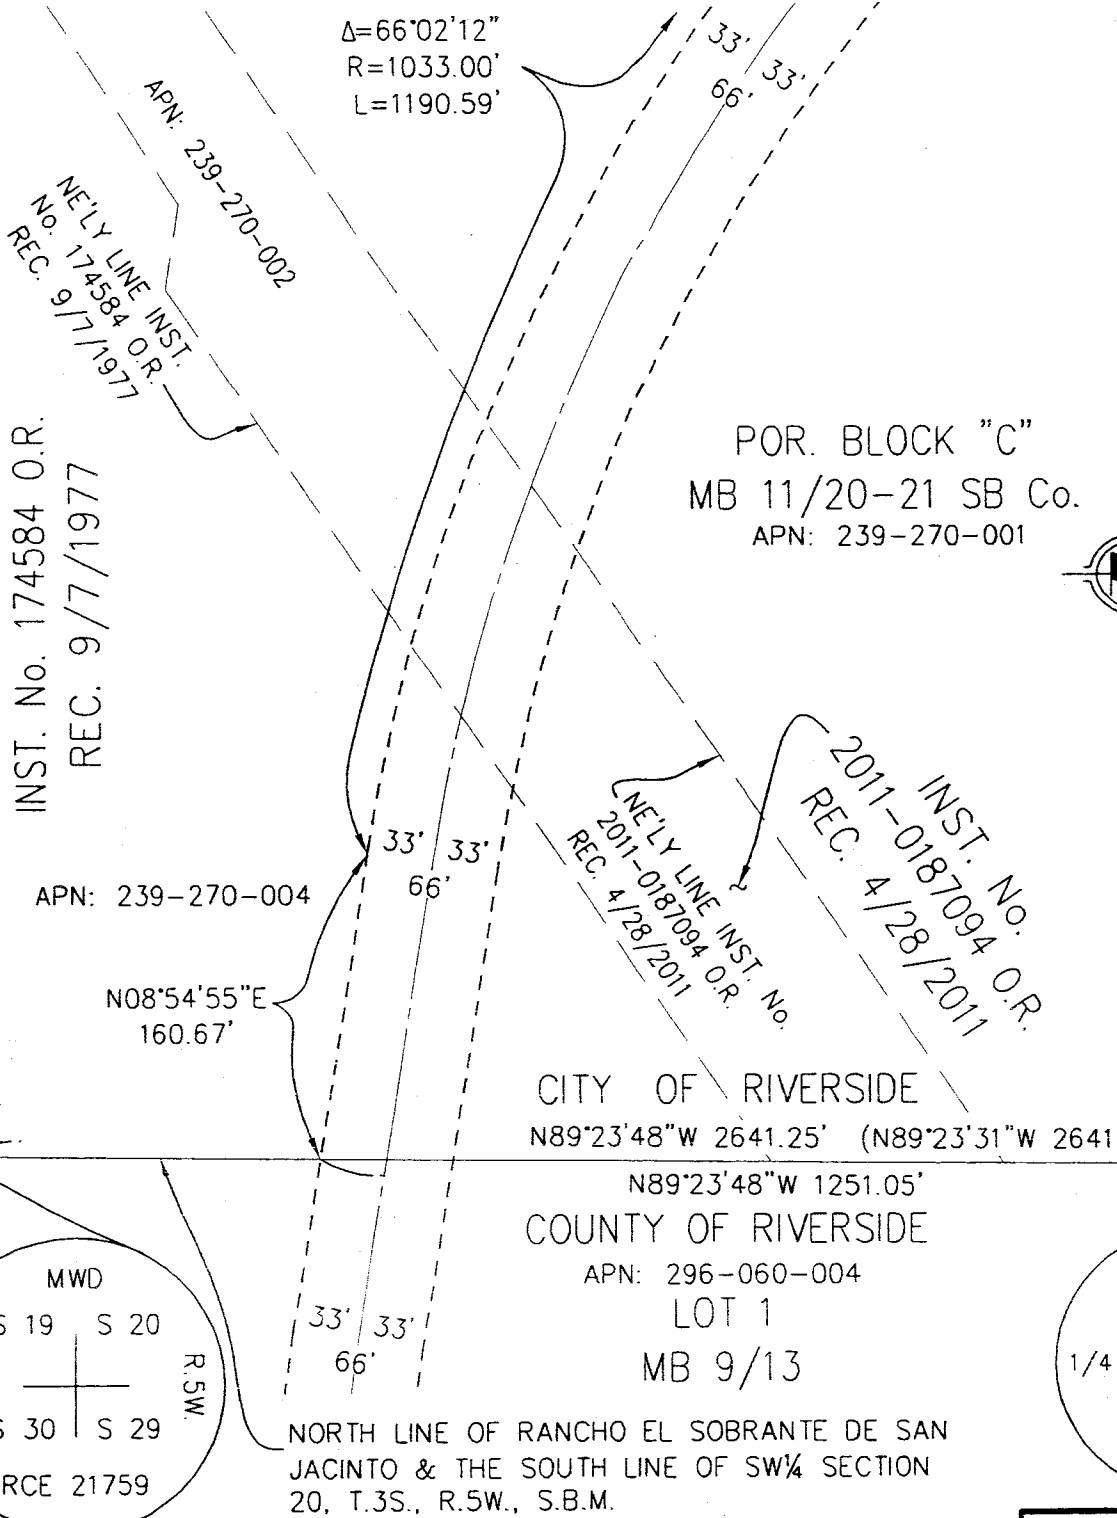 Δ=66°02'12"
R=1033.00'
L=1190.59'
33' 33'
66'
APN: 239-270-002
NE'LY LINE INST.
No. 174584 O.R.
REC. 9/7/1977
INST. No. 174584 O.R.
REC. 9/7/1977
POR. BLOCK "C"
MB 11/20-21 SB Co.
APN: 239-270-001
INST. No.
2011-0187094 O.R.
REC. 4/28/2011
NE'LY LINE INST. No.
2011-0187094 O.R.
REC. 4/28/2011
33' 33'
66'
APN: 239-270-004
N08°54'55"E
160.67'
CITY OF RIVERSIDE
N89°23'48"W 2641.25' (N89°23'31"W 2641
N89°23'48"W 1251.05'
COUNTY OF RIVERSIDE
APN: 296-060-004
LOT 1
MB 9/13
MWD
S 19 S 20
R.5W.
S 30 S 29
RCE 21759
33' 33'
66'
1/4
NORTH LINE OF RANCHO EL SOBRANTE DE SAN
JACINTO & THE SOUTH LINE OF SW¼ SECTION
20, T.3S., R.5W., S.B.M.